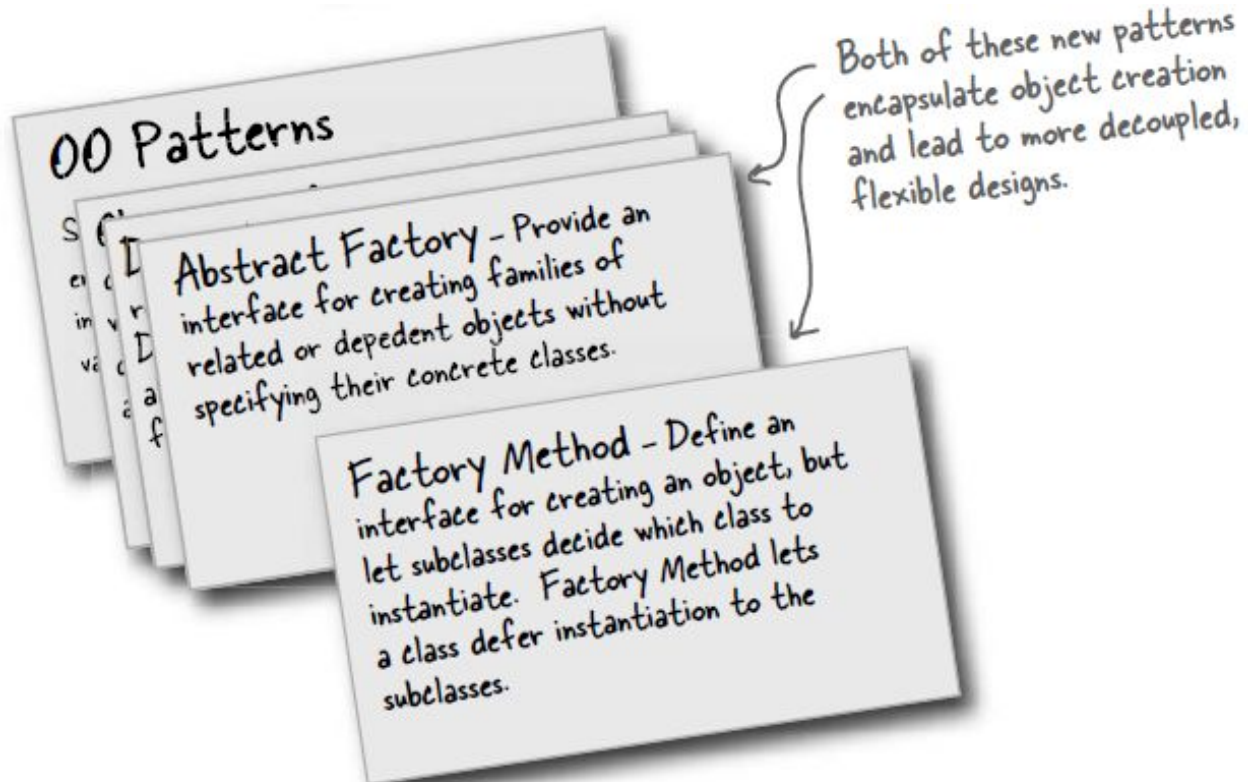 OO Patterns
Abstract Factory - Provide an
interface for creating families of
related or depedent objects without
specifying their concrete classes.
Factory Method - Define an
interface for creating an object, but
let subclasses decide which class to
instantiate. Factory Method lets
a class defer instantiation to the
subclasses.
Both of these new patterns
encapsulate object creation
and lead to more decoupled,
flexible designs.